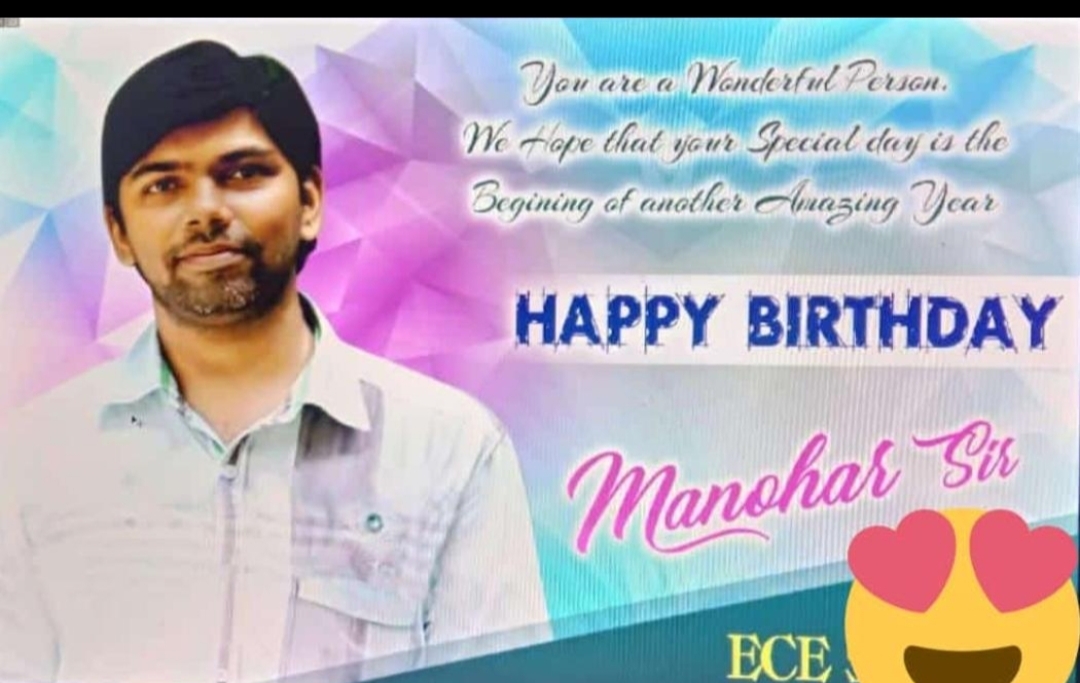 You are a Wonderful Person.
We Hope that your Special day is the
Begining of another Amazing Year
HAPPY BIRTHDAY
Manohar Sir
ECE